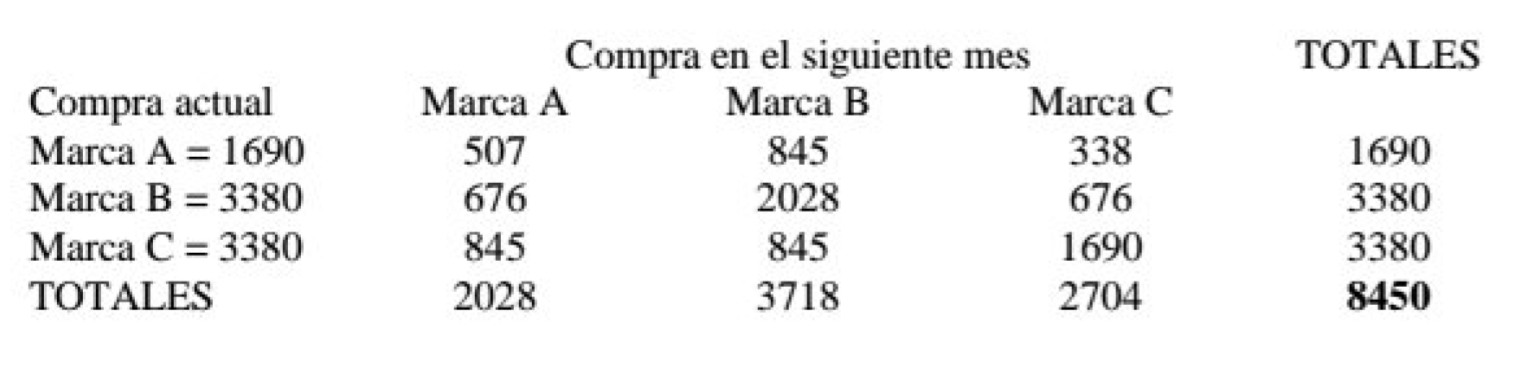 Compra en el siguiente mes TOTALES
Compra actual Marca A Marca B Marca C
Marca A = 1690 507 845 338 1690
Marca B = 3380 676 2028 676 3380
Marca C = 3380 845 845 1690 3380
TOTALES 2028 3718 2704 8450